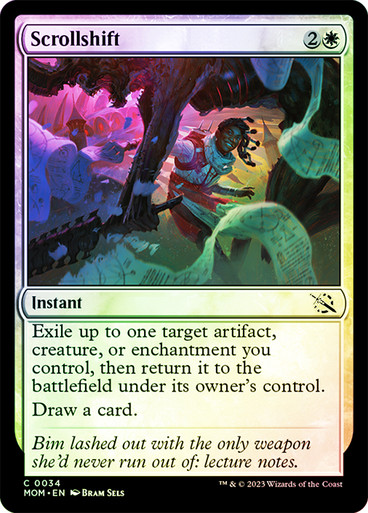 Scrollshift 2
Instant
Exile up to one target artifact,
creature, or enchantment you
control, then return it to the
battlefield under its owner's control.
Draw a card.
Bim lashed out with the only weapon
she'd never run out of: lecture notes.
C 0034
MOM • EN Bram Sels
™ & © 2023 Wizards of the Coast